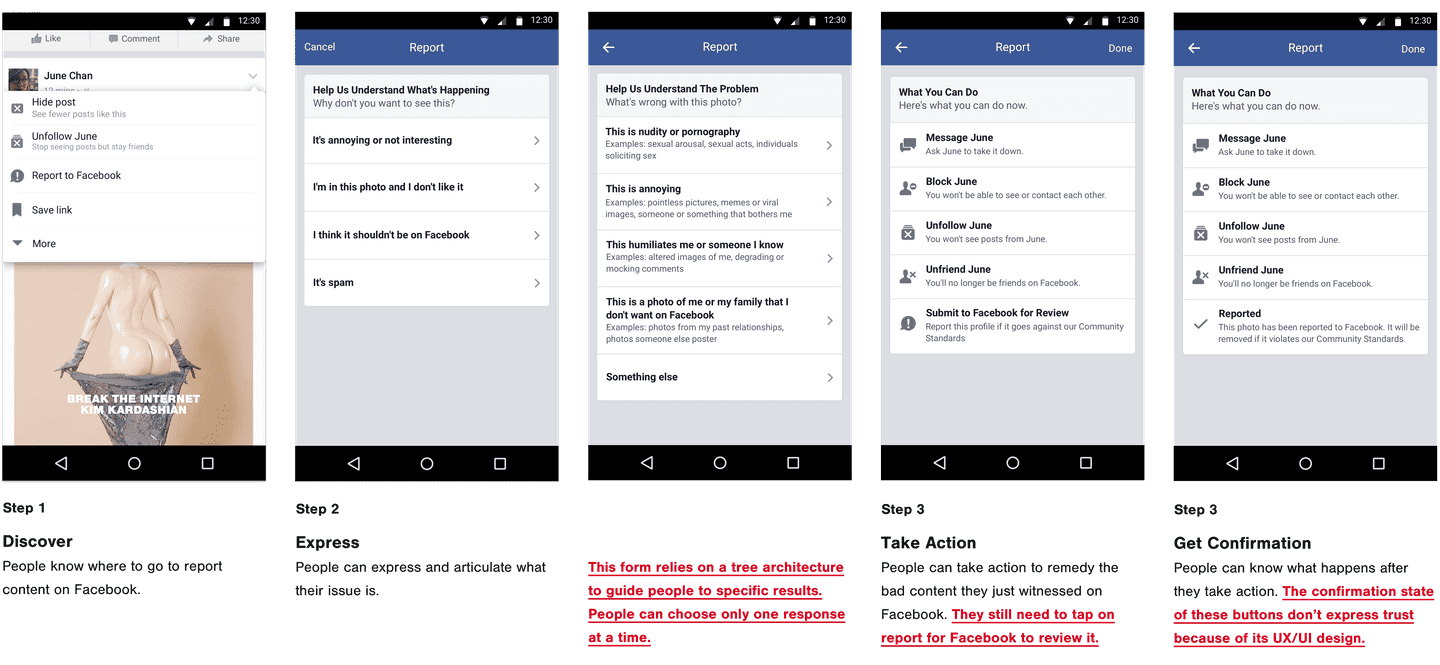 12:30
Like Comment Share
June Chan
Hide post
See fewer posts like this
Unfollow June
Stop seeing posts but stay friends
Report to Facebook
Save link
More
BREAK THE INTERNET
KIM KARDASHIAN
Step 1
Discover
People know where to go to report
content on Facebook.
12:30
Cancel Report
Help Us Understand What's Happening
Why don't you want to see this?
It's annoying or not interesting
I'm in this photo and I don't like it
I think it shouldn't be on Facebook
It's spam
Step 2
Express
People can express and articulate what
their issue is.
12:30
Report
Help Us Understand The Problem
What's wrong with this photo?
This is nudity or pornography
Examples: sexual arousal, sexual acts, individuals
soliciting sex
This is annoying
Examples: pointless pictures, memes or viral
images, someone or something that bothers me
This humiliates me or someone I know
Examples: altered images of me, degrading or
mocking comments
This is a photo of me or my family that I
don't want on Facebook
Examples: photos from my past relationships,
photos someone else poster
Something else
This form relies on a tree architecture
to guide people to specific results.
People can choose only one response
at a time.
12:30
Report Done
What You Can Do
Here's what you can do now.
Message June
Ask June to take it down.
Block June
You won't be able to see or contact each other.
Unfollow June
You won't see posts from June.
Unfriend June
You'll no longer be friends on Facebook.
Submit to Facebook for Review
Report this profile if it goes against our Community
Standards
Step 3
Take Action
People can take action to remedy the
bad content they just witnessed on
Facebook. They still need to tap on
report for Facebook to review it.
12:30
Report Done
What You Can Do
Here's what you can do now.
Message June
Ask June to take it down.
Block June
You won't be able to see or contact each other.
Unfollow June
You won't see posts from June.
Unfriend June
You'll no longer be friends on Facebook.
Reported
This photo has been reported to Facebook. It will be
removed if it violates our Community Standards.
Step 3
Get Confirmation
People can know what happens after
they take action. The confirmation state
of these buttons don't express trust
because of its UX/UI design.